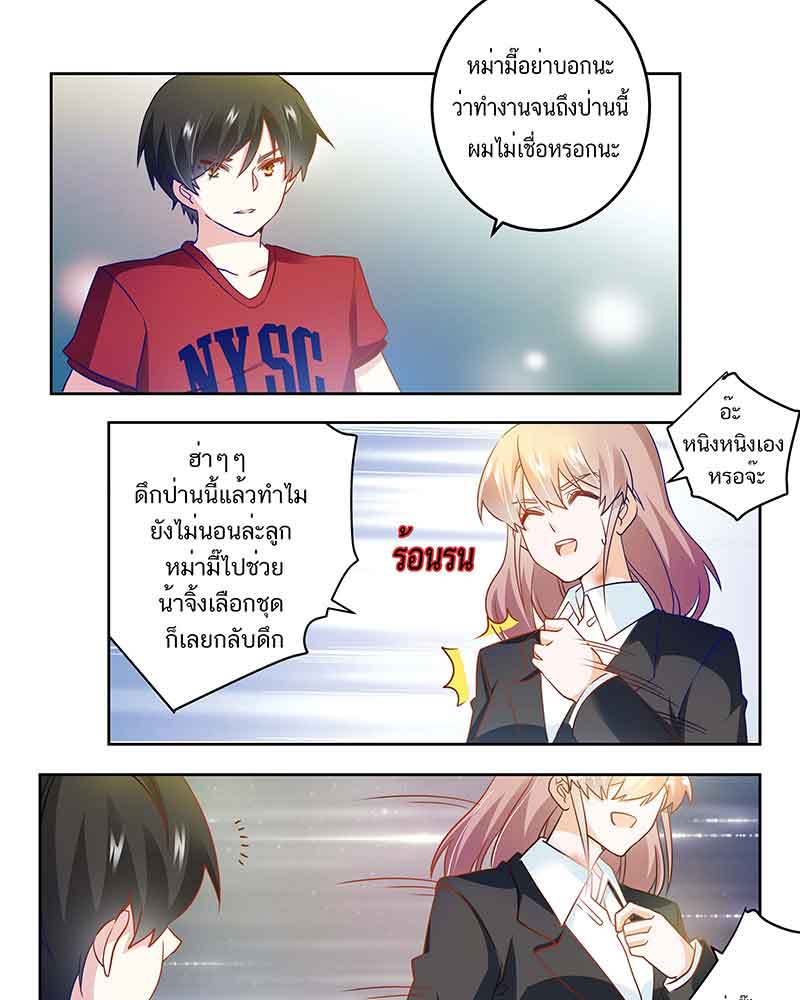 หม่ามี๊อย่าบอกนะ
ว่าทำงานจนถึงป่านนี้
ผมไม่เชื่อหรอกนะ
NYSC
อ๊ะ
หนิงหนิงเอง
หรอจ๊ะ
ร้อนรน
ฮ่าๆๆ
ดึกป่านนี้แล้วทำไม
ยังไม่นอนล่ะลูก
หม่ามี๊ไปช่วย
น้าจิ้งเลือกชุด
ก็เลยกลับดึก